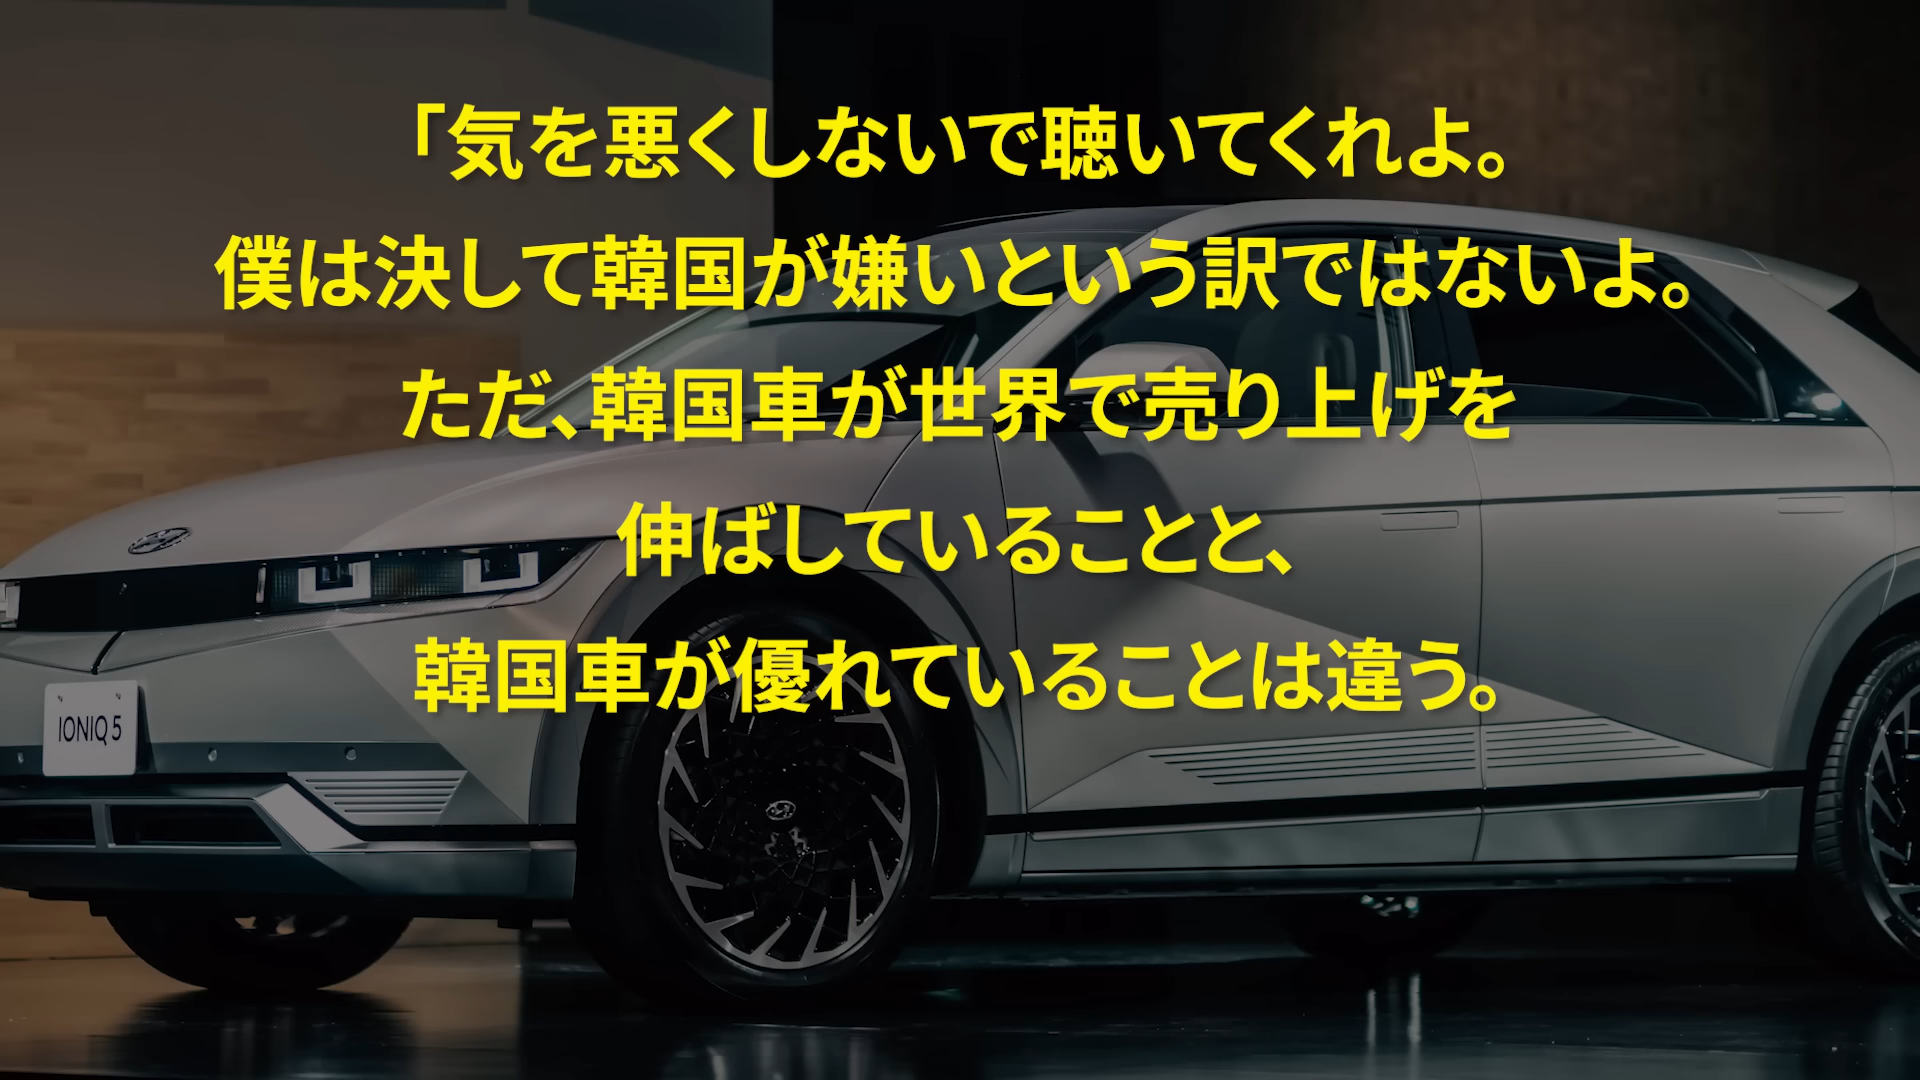 「気を悪くしないで聴いてくれよ。
僕は決して韓国が嫌いという訳ではないよ。
ただ、韓国車が世界で売り上げを
伸ばしていることと、
韓国車が優れていることは違う。
IONIQ 5